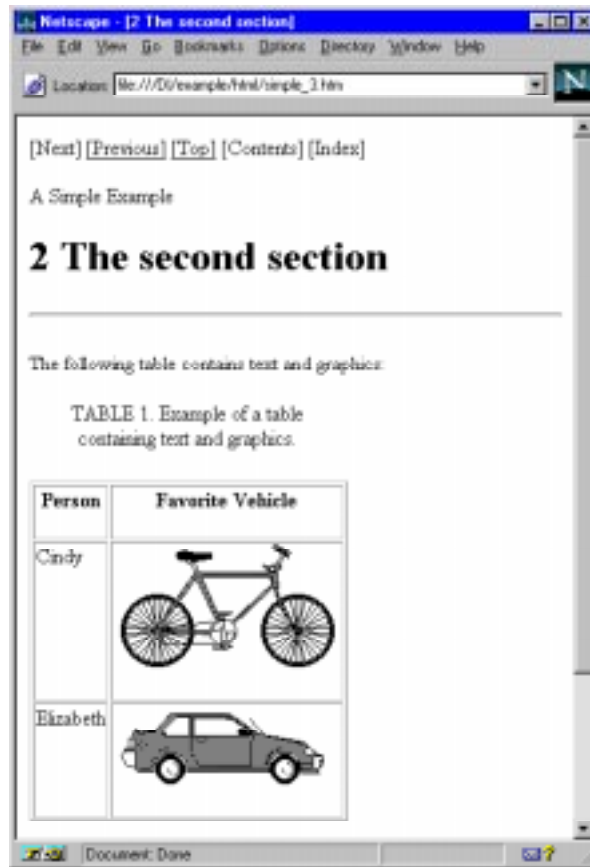 Netscape - [2 The second section]
File Edit View Go Bookmarks Options Directory Window Help
Location: file:///D|/example/html/simple_3.htm
N
[Next] [Previous] [Top] [Contents] [Index]
A Simple Example
2 The second section
The following table contains text and graphics:
TABLE 1. Example of a table
containing text and graphics.
Person Favorite Vehicle
Cindy
Elizabeth
Document: Done